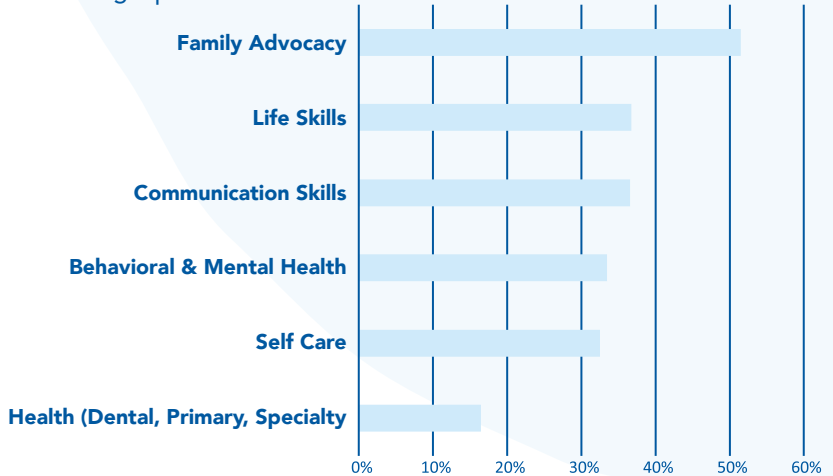 Family Advocacy
Life Skills
Communication Skills
Behavioral & Mental Health
Self Care
Health (Dental, Primary, Specialty
0% 10% 20% 30% 40% 50% 60%